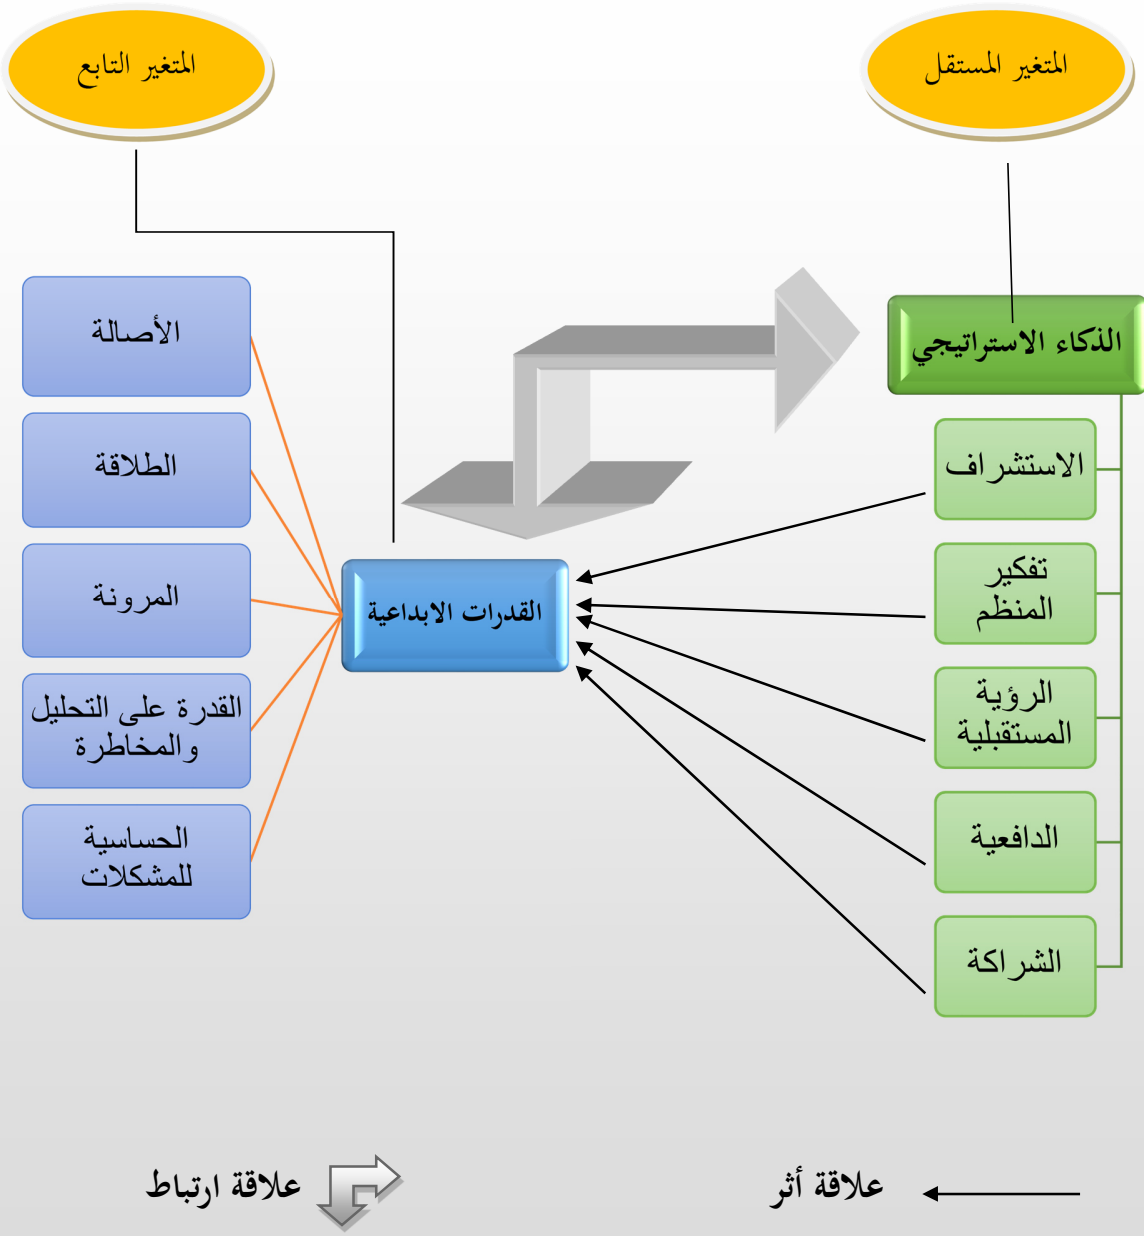 المتغير المستقل
المتغير التابع
الذكاء الاستراتيجي
الاستشراف
تفكير
المنظم
الرؤية
المستقبلية
الدافعية
الشراكة
القدرات الابداعية
الأصالة
الطلاقة
المرونة
القدرة على التحليل
والمخاطرة
الحساسية
للمشكلات
علاقة أثر
علاقة ارتباط